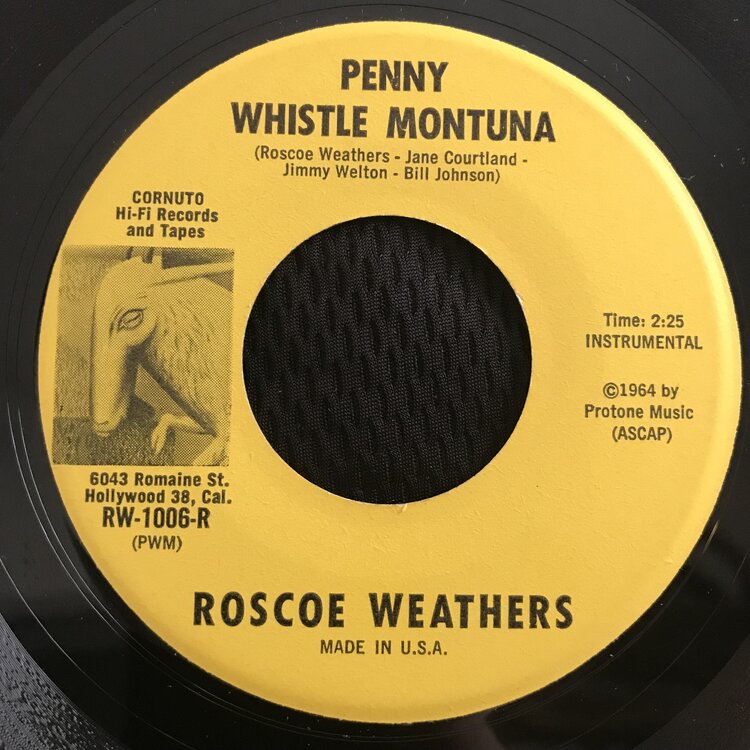 PENNY
WHISTLE MONTUNA
(Roscoe Weathers - Jane Courtland -
Jimmy Welton - Bill Johnson)
CORNUTO
Hi-Fi Records
and Tapes
6043 Romaine St.
Hollywood 38, Cal.
RW-1006-R
(PWM)
Time: 2:25
INSTRUMENTAL
©1964 by
Protone Music
(ASCAP)
ROSCOE WEATHERS
MADE IN U.S.A.